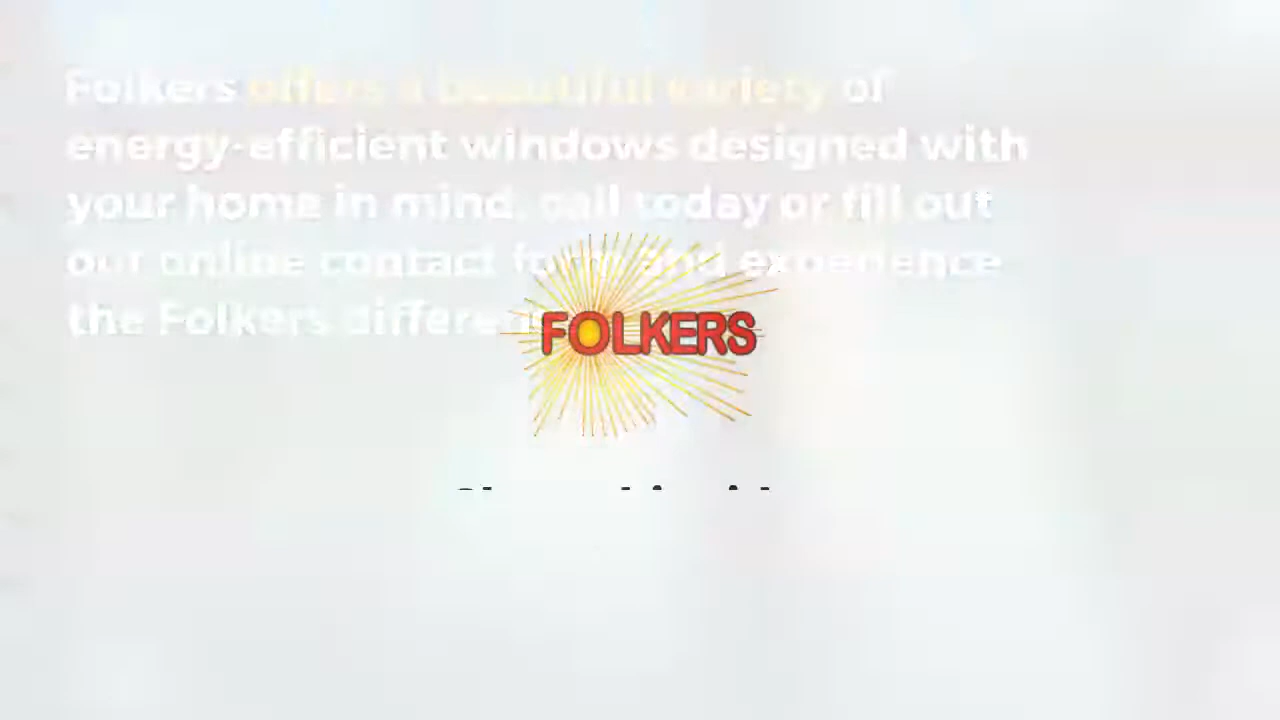 Folkers offers a beautiful variety of
energy-efficient windows designed with
your home in mind. call today or fill out
our online contact form and experience
the Folkers
FOLKERS